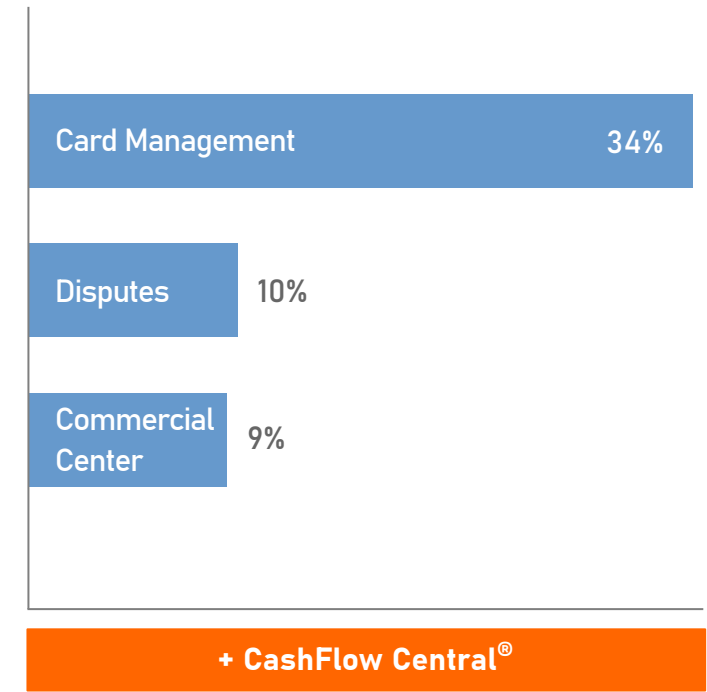 Card Management 34%
Disputes 10%
Commercial
Center 9%
+ CashFlow Central®